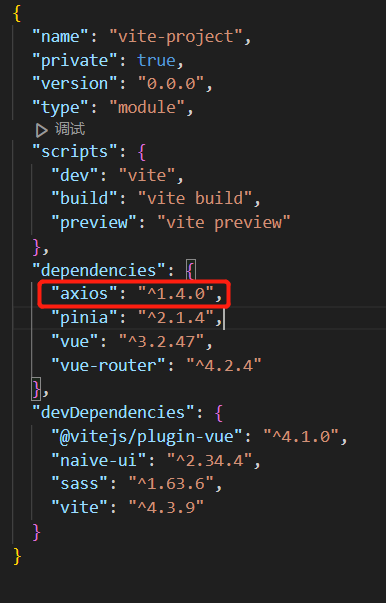 {
"name": "vite-project",
"private": true,
"version": "0.0.0",
"type": "module",
调试
"scripts": {
"dev": "vite",
"build": "vite build",
"preview": "vite preview"
},
"dependencies": {
"axios": "^1.4.0",
"pinia": "^2.1.4",
"vue": "^3.2.47",
"vue-router": "^4.2.4"
},
"devDependencies": {
"@vitejs/plugin-vue": "^4.1.0",
"naive-ui": "^2.34.4",
"sass": "^1.63.6",
"vite": "^4.3.9"
}
}